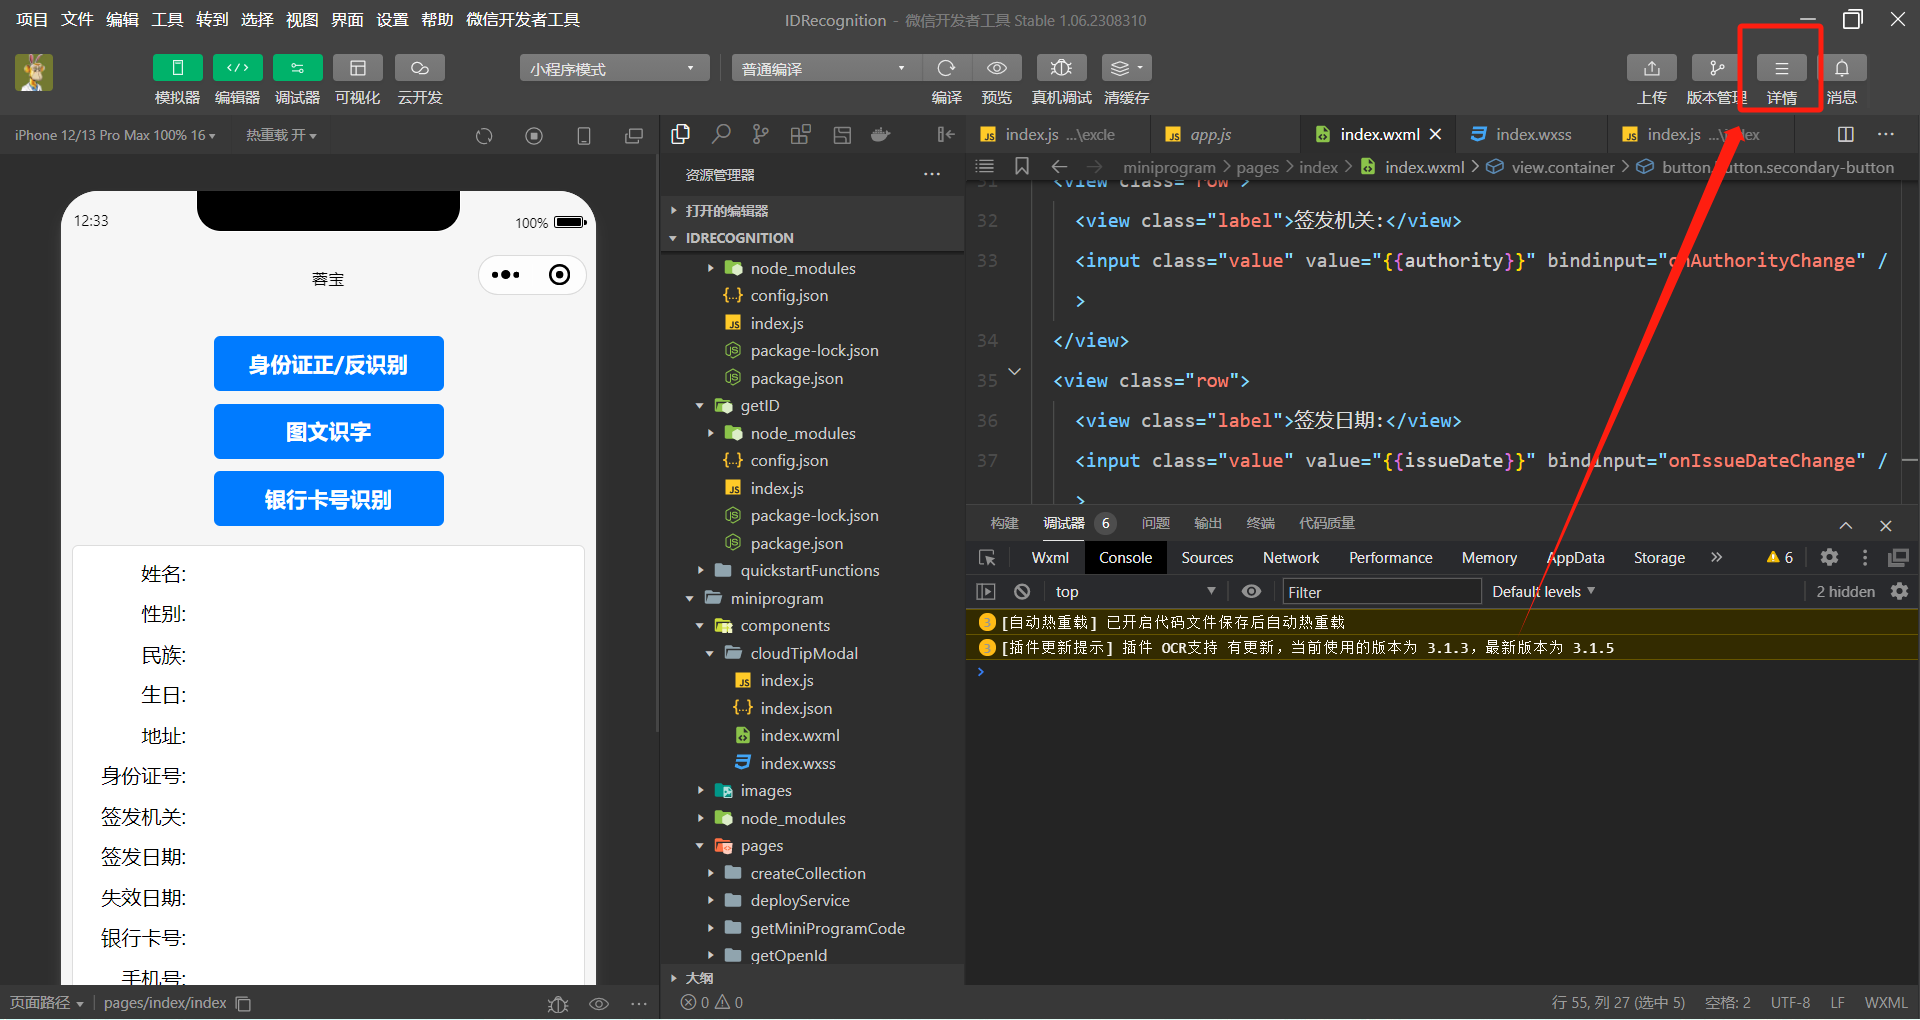 项目 文件 编辑 工具 转到 选择 视图 界面 设置 帮助 微信开发者工具
IDRecognition - 微信开发者工具 Stable 1.06.2308310
小程序模式 普通编译
模拟器 编辑器 调试器 可视化 云开发 编译 预览 真机调试 清缓存 上传 版本管理 详情 消息
iPhone 12/13 Pro Max 100% 16 热重载 开
12:33 100%
蓉宝
身份证正/反识别
图文识字
银行卡号识别
姓名:
性别:
民族:
生日:
地址:
身份证号:
签发机关:
签发日期:
失效日期:
银行卡号:
手机号:
页面路径 pages/index/index
资源管理器
打开的编辑器
IDRECOGNITION
node_modules
config.json
index.js
package-lock.json
package.json
getID
node_modules
config.json
index.js
package-lock.json
package.json
quickstartFunctions
miniprogram
components
cloudTipModal
index.js
index.json
index.wxml
index.wxss
images
node_modules
pages
createCollection
deployService
getMiniProgramCode
getOpenId
大纲
0 0
index.js ...\excle app.js index.wxml index.wxss index.js
miniprogram > pages > index > index.wxml > view.container > button.button.secondary-button
31 <view class="row">
32 <view class="label">签发机关:</view>
33 <input class="value" value="{{authority}}" bindinput="onAuthorityChange" /
>
34 </view>
35 <view class="row">
36 <view class="label">签发日期:</view>
37 <input class="value" value="{{issueDate}}" bindinput="onIssueDateChange" /
>
构建 调试器 6 问题 输出 终端 代码质量
Wxml Console Sources Network Performance Memory AppData Storage » 6
top Filter Default levels 2 hidden
3 [自动热重载] 已开启代码文件保存后自动热重载
3 [插件更新提示] 插件 OCR支持 有更新，当前使用的版本为 3.1.3，最新版本为 3.1.5
>
行 55, 列 27 (选中 5) 空格: 2 UTF-8 LF WXML